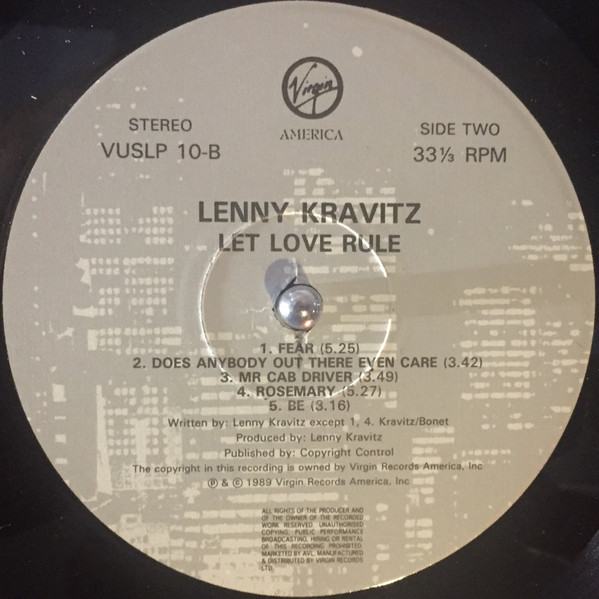 Virgin
AMERICA
STEREO
VUSLP 10-B
SIDE TWO
33⅓ RPM
LENNY KRAVITZ
LET LOVE RULE
1. FEAR (5.25)
2. DOES ANYBODY OUT THERE EVEN CARE (3.42)
3. MR CAB DRIVER (3.49)
4. ROSEMARY (5.27)
5. BE (3.16)
Written by: Lenny Kravitz except 1, 4. Kravitz/Bonet
Produced by: Lenny Kravitz
Published by: Copyright Control
The copyright in this recording is owned by Virgin Records America, Inc
℗ & © 1989 Virgin Records America, Inc
ALL RIGHTS OF THE PRODUCER AND
OF THE OWNER OF THE RECORDED
WORK RESERVED. UNAUTHORISED
COPYING, PUBLIC PERFORMANCE
BROADCASTING, HIRING OR RENTAL
OF THIS RECORDING PROHIBITED.
MARKETED BY AVL. MANUFACTURED
& DISTRIBUTED BY VIRGIN RECORDS
LTD.